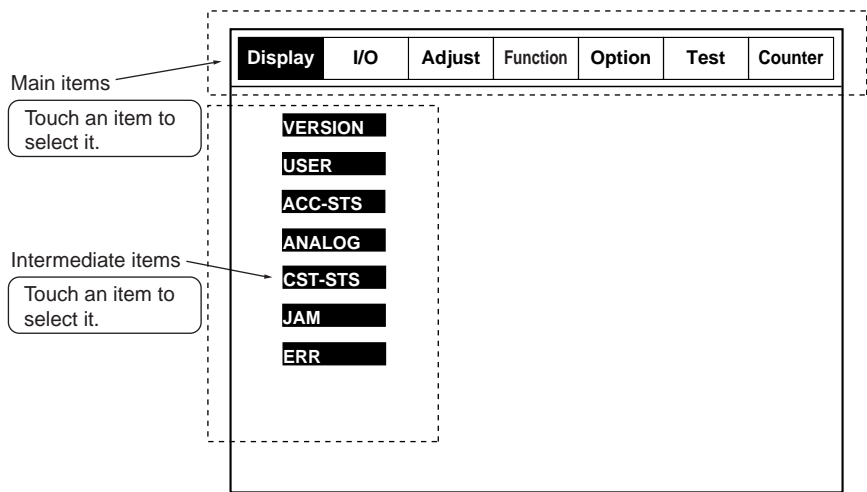 Display I/O Adjust Function Option Test Counter
Main items
Touch an item to
select it.
VERSION
USER
ACC-STS
ANALOG
Intermediate items
CST-STS
Touch an item to
select it.
JAM
ERR